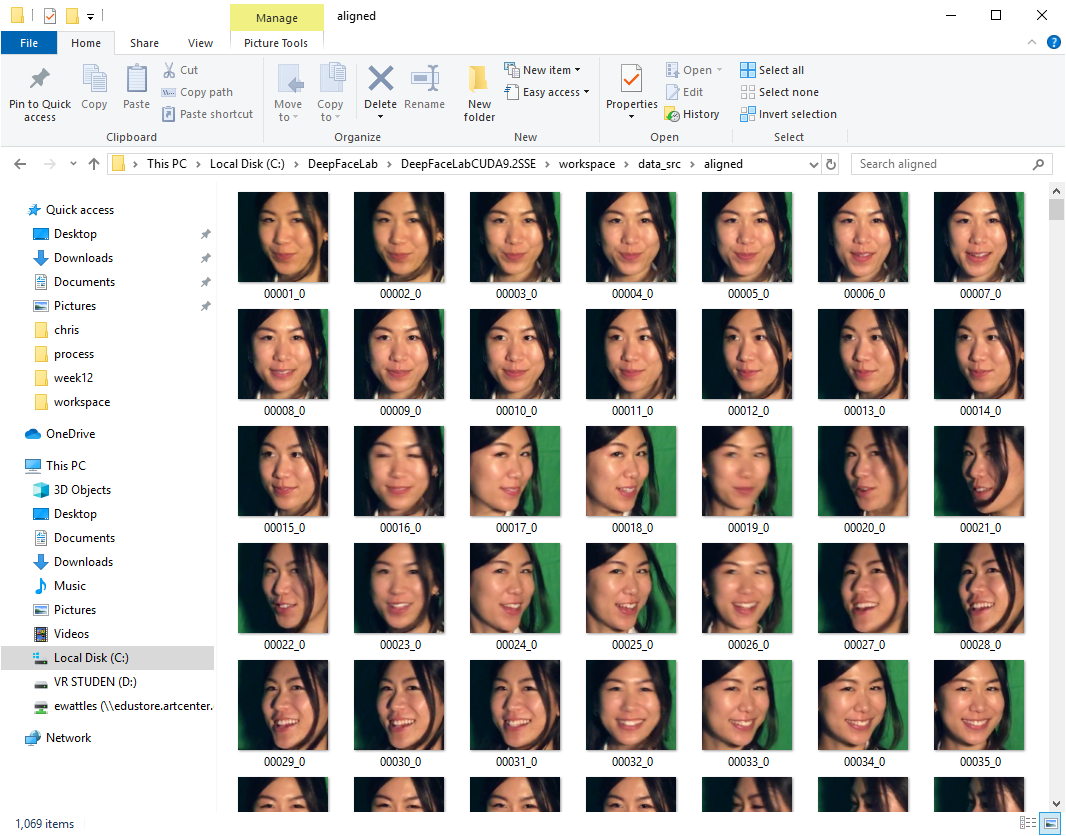 Manage
aligned
File
Home
Share
View
Picture Tools
Pin to Quick access
Copy
Paste
Cut
Copy path
Paste shortcut
Clipboard
Move to
Copy to
Delete
Rename
Organize
New folder
New item
Easy access
New
Properties
Open
Edit
History
Open
Select all
Select none
Invert selection
Select
This PC > Local Disk (C:) > DeepFaceLab > DeepFaceLabCUDA9.2SSE > workspace > data_src > aligned
Search aligned
Quick access
Desktop
Downloads
Documents
Pictures
chris
process
week12
workspace
OneDrive
This PC
3D Objects
Desktop
Documents
Downloads
Music
Pictures
Videos
Local Disk (C:)
VR STUDEN (D:)
ewattles (\\edustore.artcenter.
Network
00001_0 00002_0 00003_0 00004_0 00005_0 00006_0 00007_0
00008_0 00009_0 00010_0 00011_0 00012_0 00013_0 00014_0
00015_0 00016_0 00017_0 00018_0 00019_0 00020_0 00021_0
00022_0 00023_0 00024_0 00025_0 00026_0 00027_0 00028_0
00029_0 00030_0 00031_0 00032_0 00033_0 00034_0 00035_0
1,069 items